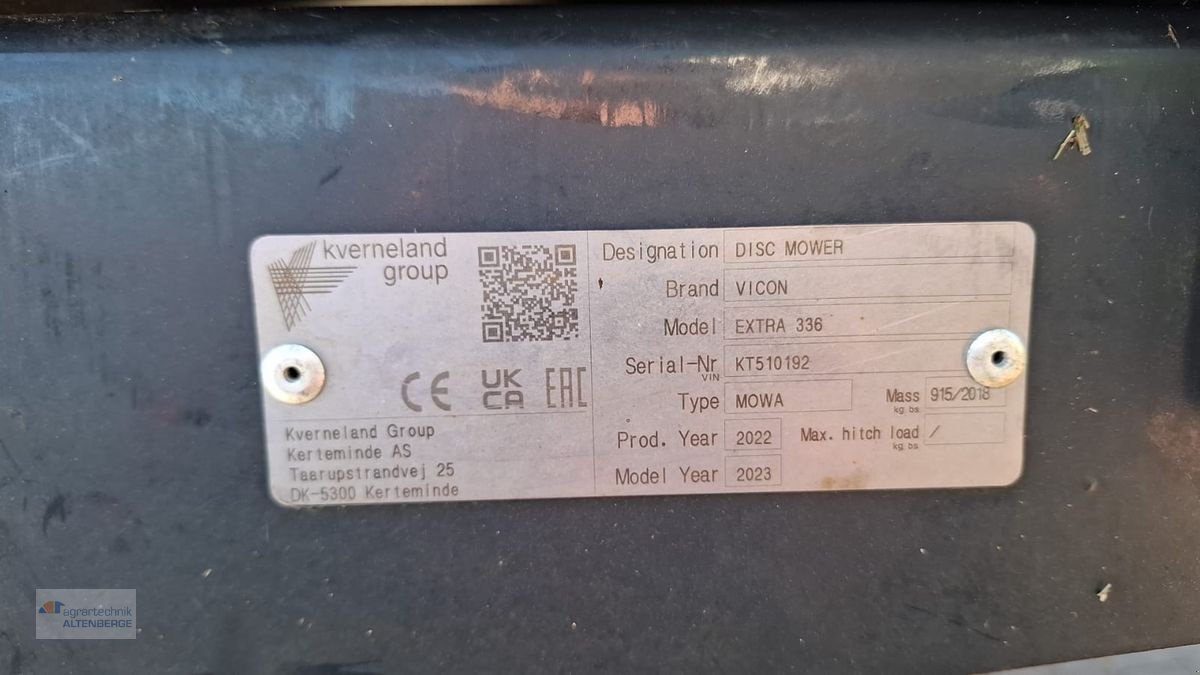 kverneland
group
CE UK
CA EAC
Kverneland Group
Kerteminde AS
Taarupstrandvej 25
DK-5300 Kerteminde
Designation DISC MOWER
Brand VICON
Model EXTRA 336
Serial-Nr KT510192
VIN
Type MOWA Mass 915/2018
kg bs
Prod. Year 2022 Max. hitch load /
kg bs
Model Year 2023
agrartechnik
ALTENBERGE